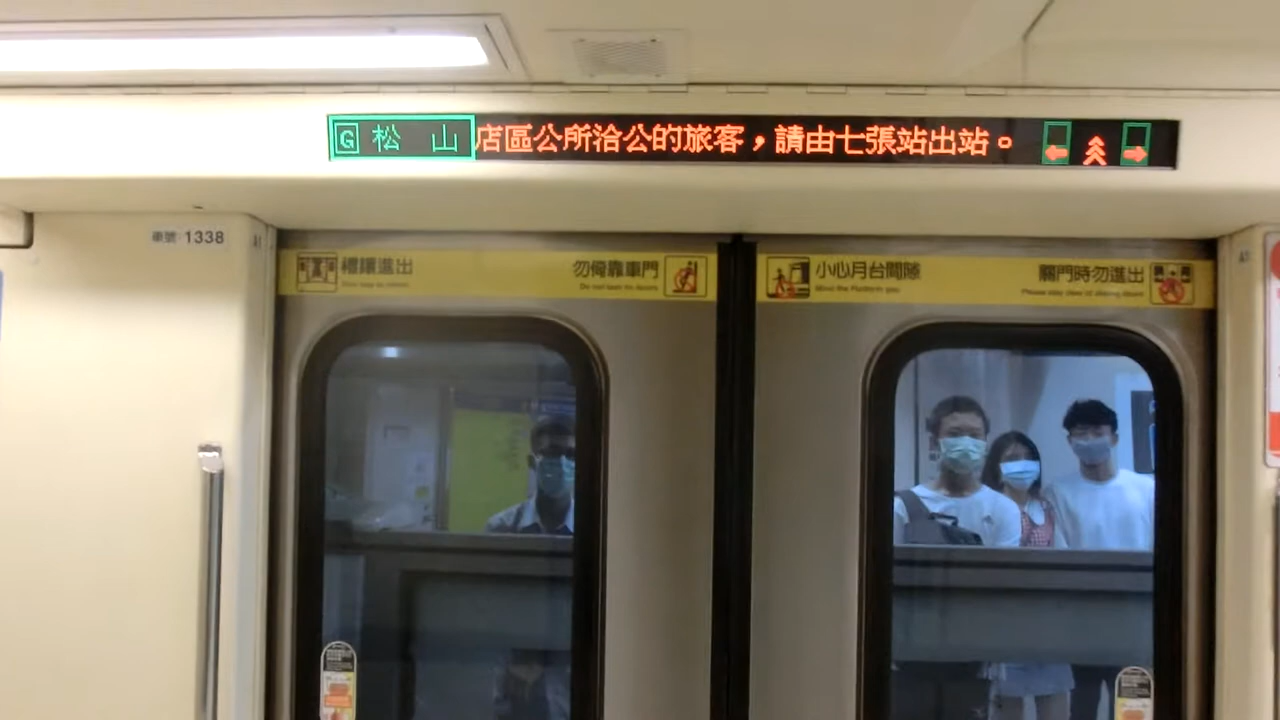 G 松 山 店區公所洽公的旅客，請由七張站出站。
車號 1338
禮讓進出
勿倚靠車門
Do not lean on doors
小心月台間隙
Mind the Platform gap
關門時勿進出